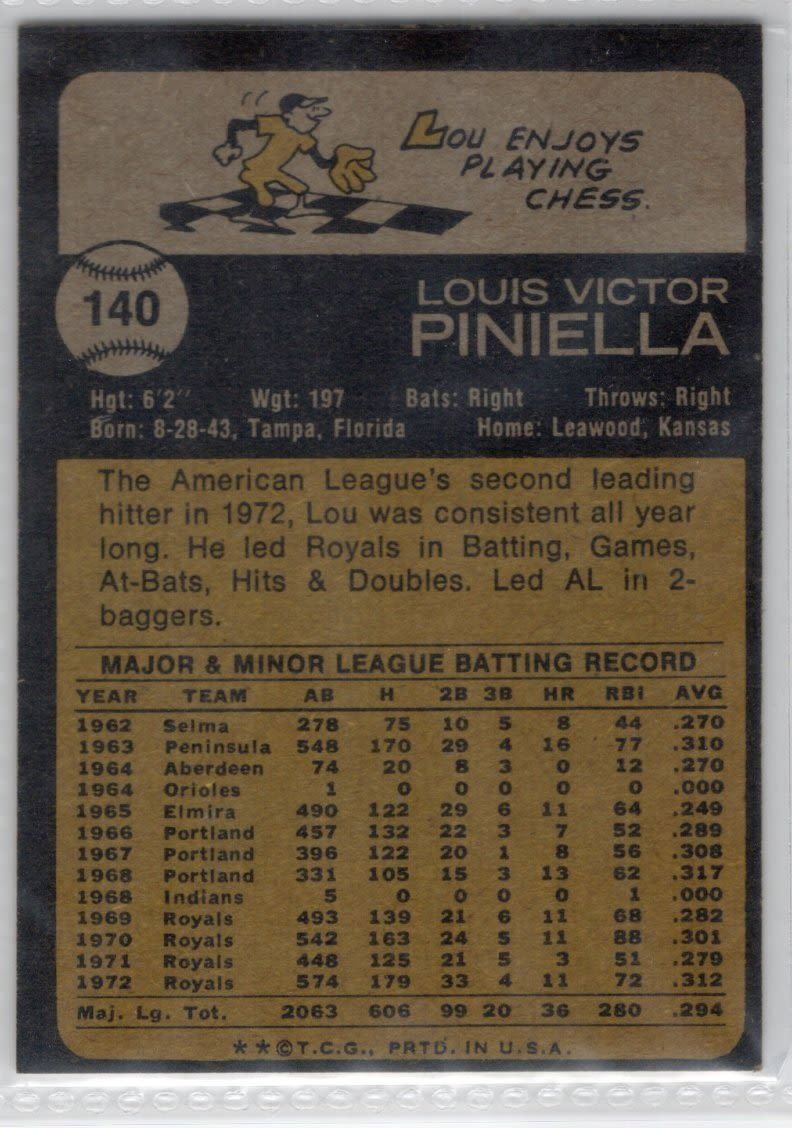 LOU ENJOYS
PLAYING
CHESS.
140
LOUIS VICTOR
PINIELLA
Hgt: 6'2" Wgt: 197 Bats: Right Throws: Right
Born: 8-28-43, Tampa, Florida Home: Leawood, Kansas
The American League's second leading
hitter in 1972, Lou was consistent all year
long. He led Royals in Batting, Games,
At-Bats, Hits & Doubles. Led AL in 2-
baggers.
MAJOR & MINOR LEAGUE BATTING RECORD
YEAR TEAM AB H 2B 3B HR RBI AVG
1962 Selma 278 75 10 5 8 44 .270
1963 Peninsula 548 170 29 4 16 77 .310
1964 Aberdeen 74 20 8 3 0 12 .270
1964 Orioles 1 0 0 0 0 0 .000
1965 Elmira 490 122 29 6 11 64 .249
1966 Portland 457 132 22 3 7 52 .289
1967 Portland 396 122 20 1 8 56 .308
1968 Portland 331 105 15 3 13 62 .317
1968 Indians 5 0 0 0 0 1 .000
1969 Royals 493 139 21 6 11 68 .282
1970 Royals 542 163 24 5 11 88 .301
1971 Royals 448 125 21 5 3 51 .279
1972 Royals 574 179 33 4 11 72 .312
Maj. Lg. Tot. 2063 606 99 20 36 280 .294
**©T.C.G., PRTD. IN U.S.A.